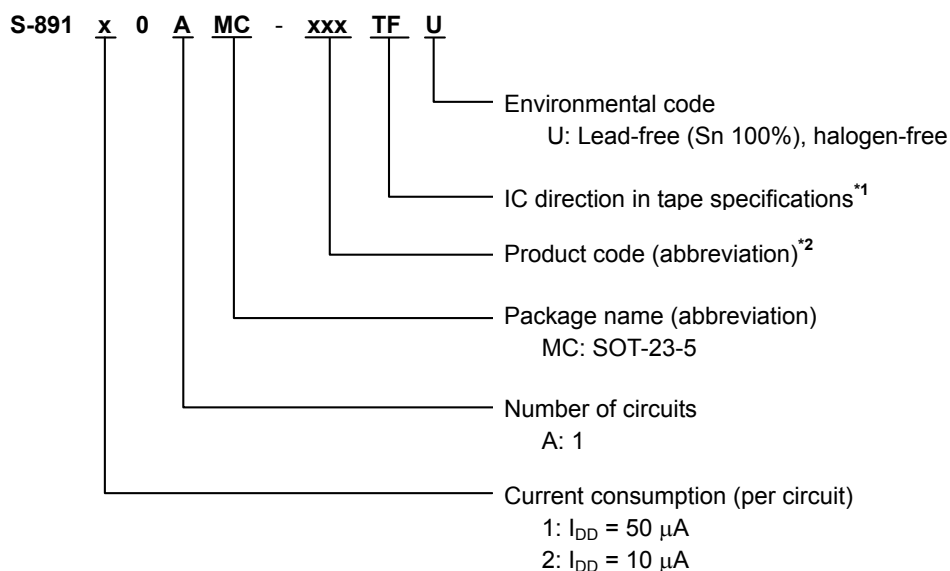 S-891 x 0 A MC - xxx TF U
Environmental code
U: Lead-free (Sn 100%), halogen-free
IC direction in tape specifications*1
Product code (abbreviation)*2
Package name (abbreviation)
MC: SOT-23-5
Number of circuits
A: 1
Current consumption (per circuit)
1: IDD = 50 μA
2: IDD = 10 μA